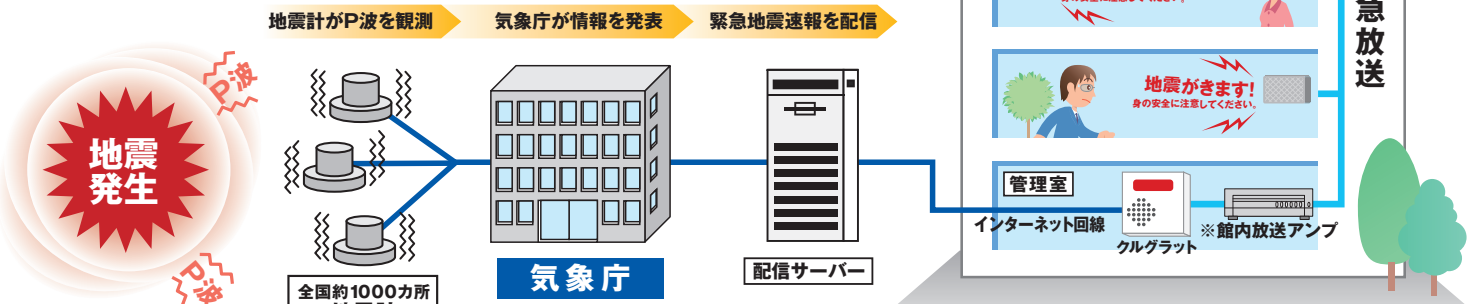 地震計がP波を観測
気象庁が情報を発表
緊急地震速報を配信
P波
地震
発生
P波
全国約1000カ所
気象庁
配信サーバー
急放送
地震がきます!
身の安全に注意してください。
管理室
インターネット回線
クルグラット
※館内放送アンプ